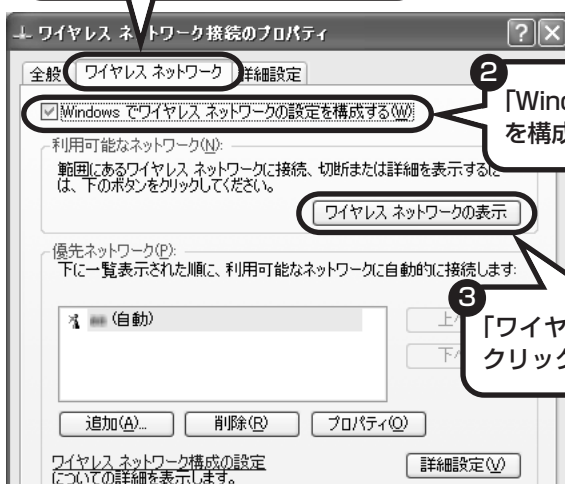 ワイヤレス ネットワーク接続のプロパティ
全般 ワイヤレス ネットワーク 詳細設定
2
Windows でワイヤレス ネットワークの設定を構成する(W)
「Wind
を構成
利用可能なネットワーク(N):
範囲にあるワイヤレス ネットワークに接続、切断または詳細を表示するに
は、下のボタンをクリックしてください。
ワイヤレス ネットワークの表示
優先ネットワーク(P):
下に一覧表示された順に、利用可能なネットワークに自動的に接続します:
3
(自動)
上へ
下へ
「ワイヤ
クリック
追加(A)... 削除(R) プロパティ(O)
ワイヤレス ネットワーク構成の設定
についての詳細を表示します。
詳細設定(V)